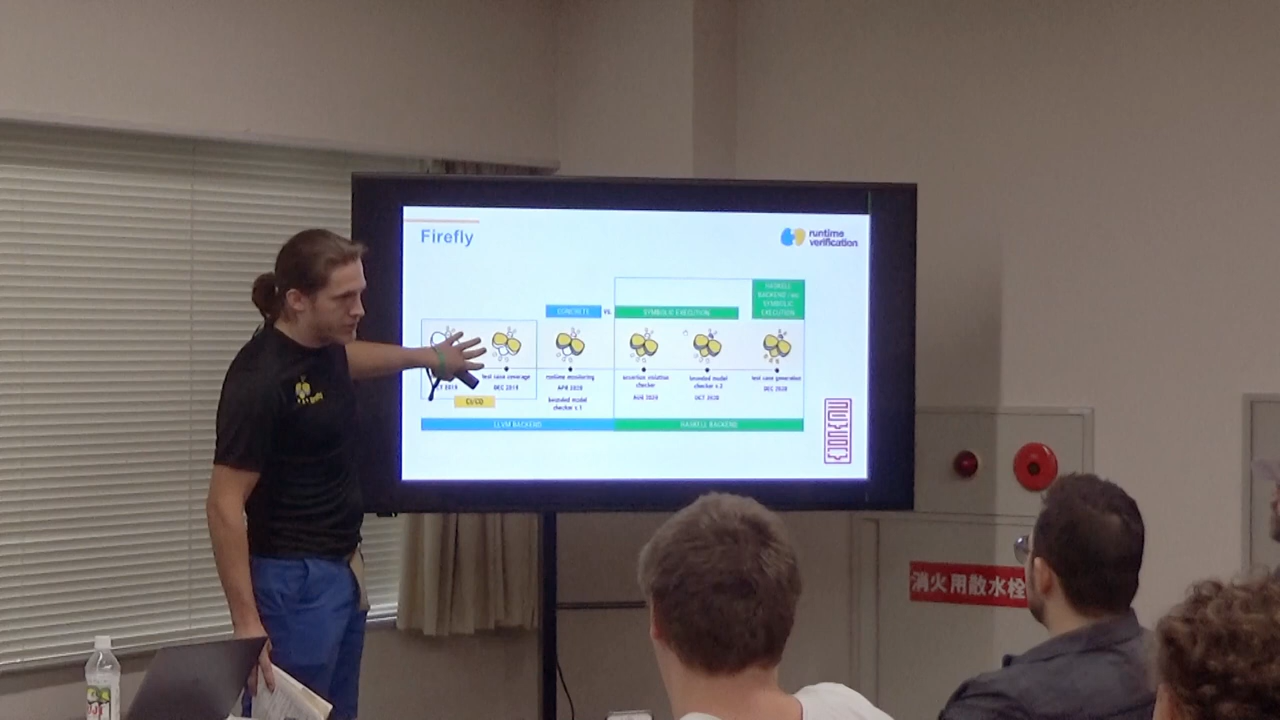 Firefly
runtime
verification
HASKELL
BACKEND
SYMBOLIC
EXECUTION
CONCRETE
VS.
SYMBOLIC EXECUTION
test case coverage
runtime monitoring
assertion violation
checker
bounded model
checker v.2
test case generation
OCT 2019
DEC 2019
APR 2020
AUG 2020
OCT 2020
DEC 2020
bounded model
checker v.1
CI/CD
LLVM BACKEND
HASKELL BACKEND
消火用散水栓